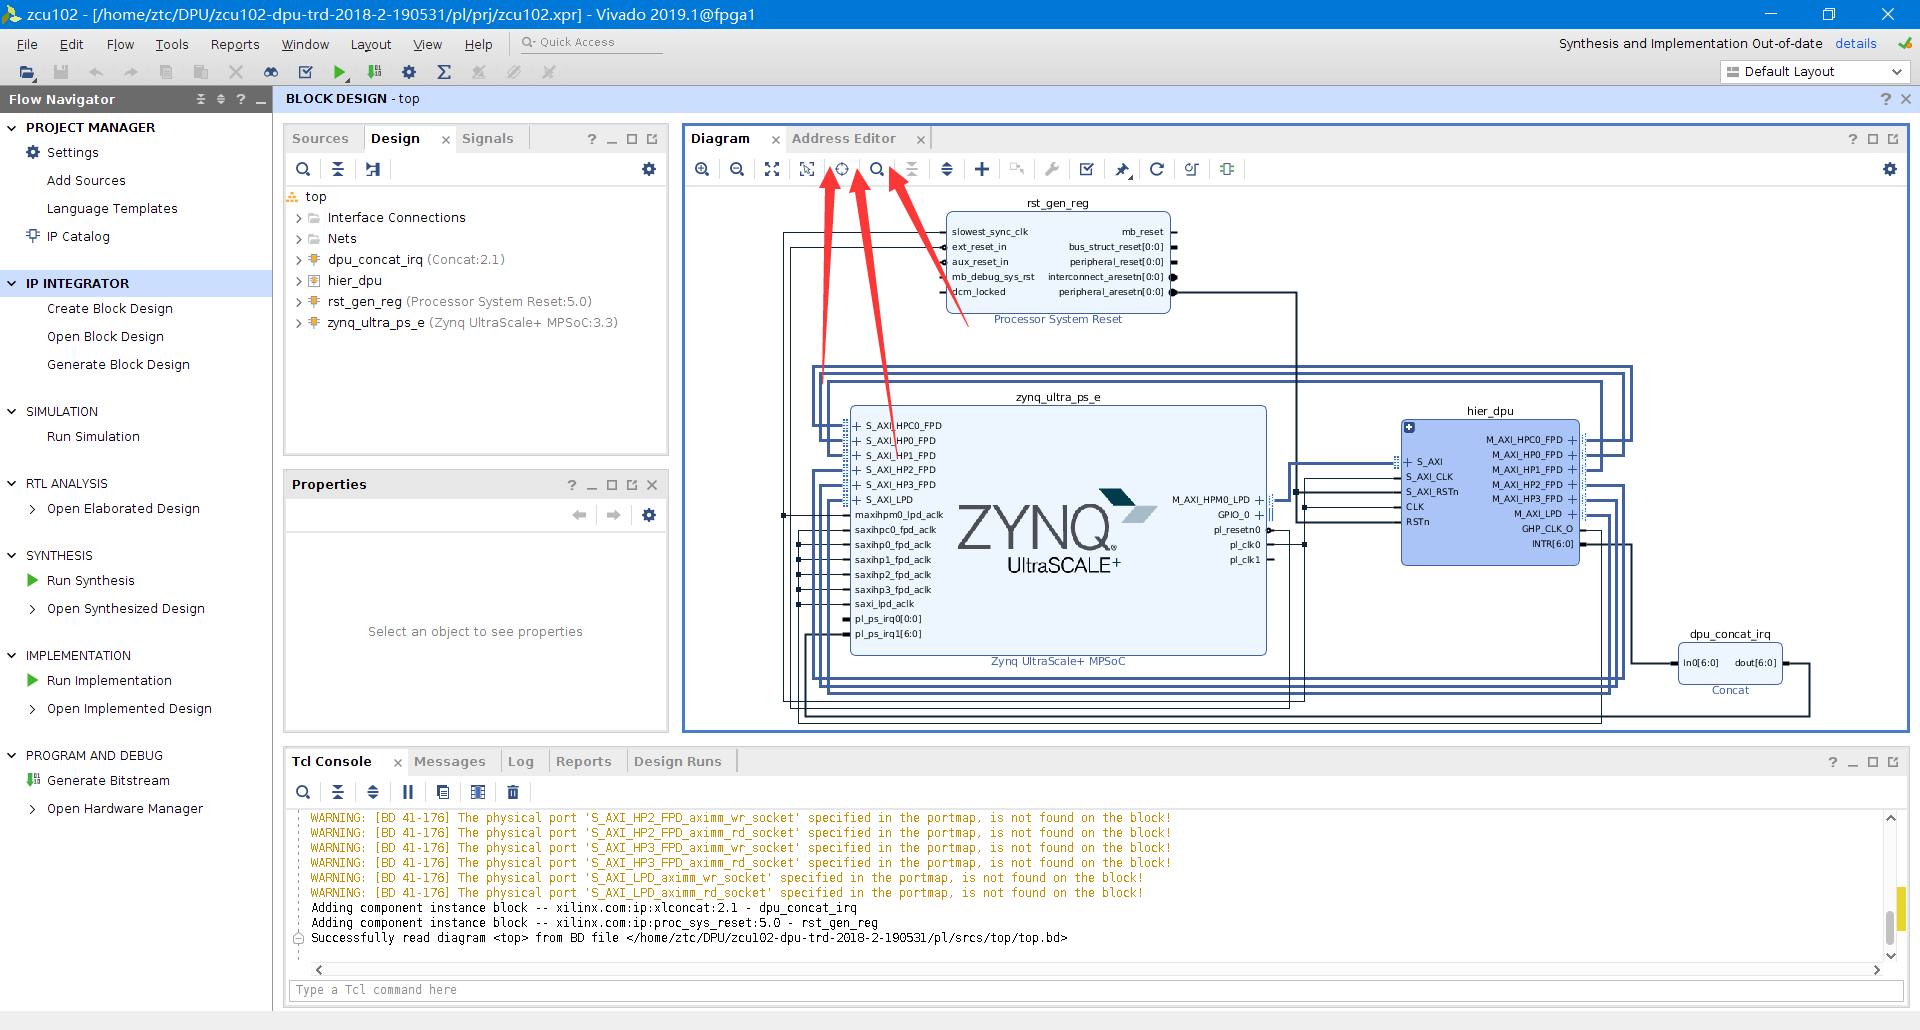 zcu102 - [/home/ztc/DPU/zcu102-dpu-trd-2018-2-190531/pl/prj/zcu102.xpr] - Vivado 2019.1@fpga1
File Edit Flow Tools Reports Window Layout View Help Quick Access
Synthesis and Implementation Out-of-date details
Default Layout
Flow Navigator
PROJECT MANAGER
Settings
Add Sources
Language Templates
IP Catalog
IP INTEGRATOR
Create Block Design
Open Block Design
Generate Block Design
SIMULATION
Run Simulation
RTL ANALYSIS
Open Elaborated Design
SYNTHESIS
Run Synthesis
Open Synthesized Design
IMPLEMENTATION
Run Implementation
Open Implemented Design
PROGRAM AND DEBUG
Generate Bitstream
Open Hardware Manager
BLOCK DESIGN - top
Sources Design Signals
top
Interface Connections
Nets
dpu_concat_irq (Concat:2.1)
hier_dpu
rst_gen_reg (Processor System Reset:5.0)
zynq_ultra_ps_e (Zynq UltraScale+ MPSoC:3.3)
Properties
Select an object to see properties
Diagram Address Editor
rst_gen_reg
slowest_sync_clk mb_reset
ext_reset_in bus_struct_reset[0:0]
aux_reset_in peripheral_reset[0:0]
mb_debug_sys_rst interconnect_aresetn[0:0]
dcm_locked peripheral_aresetn[0:0]
Processor System Reset
zynq_ultra_ps_e
S_AXI_HPC0_FPD
S_AXI_HP0_FPD
S_AXI_HP1_FPD
S_AXI_HP2_FPD
S_AXI_HP3_FPD
S_AXI_LPD
maxihpm0_lpd_aclk
saxihpc0_fpd_aclk
saxihp0_fpd_aclk
saxihp1_fpd_aclk
saxihp2_fpd_aclk
saxihp3_fpd_aclk
saxi_lpd_aclk
pl_ps_irq0[0:0]
pl_ps_irq1[6:0]
ZYNQ
UltraSCALE+
M_AXI_HPM0_LPD
GPIO_0
pl_resetn0
pl_clk0
pl_clk1
Zynq UltraScale+ MPSoC
hier_dpu
S_AXI
S_AXI_CLK
S_AXI_RSTn
CLK
RSTn
M_AXI_HPC0_FPD
M_AXI_HP0_FPD
M_AXI_HP1_FPD
M_AXI_HP2_FPD
M_AXI_HP3_FPD
M_AXI_LPD
GHP_CLK_O
INTR[6:0]
dpu_concat_irq
In0[6:0] dout[6:0]
Concat
Tcl Console Messages Log Reports Design Runs
WARNING: [BD 41-176] The physical port 'S_AXI_HP2_FPD_aximm_wr_socket' specified in the portmap, is not found on the block!
WARNING: [BD 41-176] The physical port 'S_AXI_HP2_FPD_aximm_rd_socket' specified in the portmap, is not found on the block!
WARNING: [BD 41-176] The physical port 'S_AXI_HP3_FPD_aximm_wr_socket' specified in the portmap, is not found on the block!
WARNING: [BD 41-176] The physical port 'S_AXI_HP3_FPD_aximm_rd_socket' specified in the portmap, is not found on the block!
WARNING: [BD 41-176] The physical port 'S_AXI_LPD_aximm_wr_socket' specified in the portmap, is not found on the block!
WARNING: [BD 41-176] The physical port 'S_AXI_LPD_aximm_rd_socket' specified in the portmap, is not found on the block!
Adding component instance block -- xilinx.com:ip:xlconcat:2.1 - dpu_concat_irq
Adding component instance block -- xilinx.com:ip:proc_sys_reset:5.0 - rst_gen_reg
Successfully read diagram <top> from BD file </home/ztc/DPU/zcu102-dpu-trd-2018-2-190531/pl/srcs/top/top.bd>
Type a Tcl command here